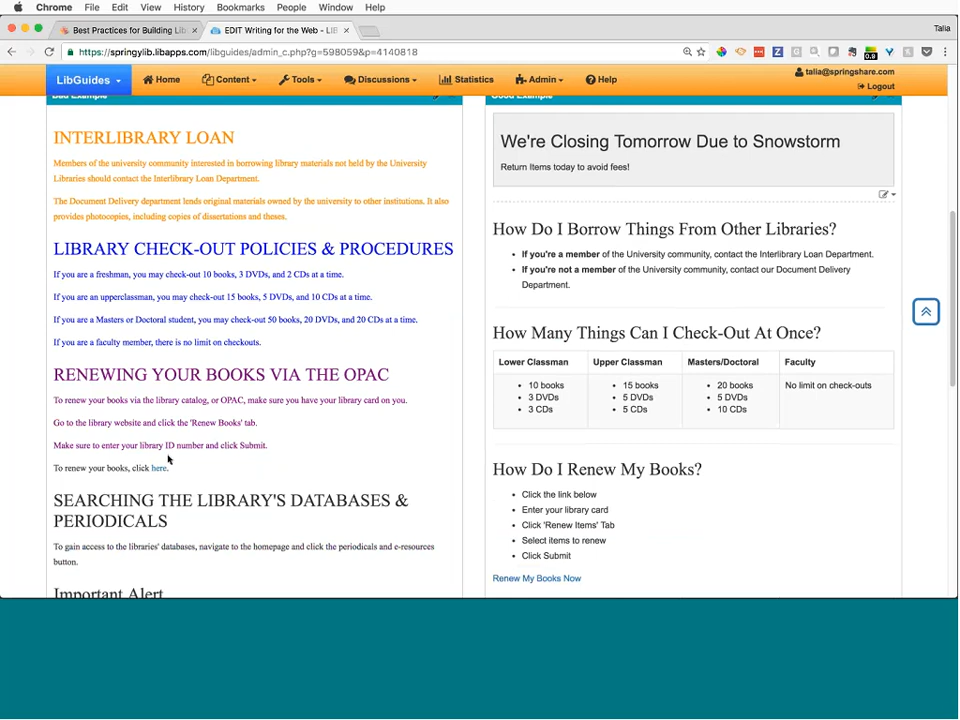 Chrome File Edit View History Bookmarks People Window Help
Best Practices for Building Lib × EDIT Writing for the Web - LIB × Talia
https://springylib.libapps.com/libguides/admin_c.php?g=598059&p=4140818
LibGuides Home Content Tools Discussions Statistics Admin Help
talia@springshare.com
Logout
Bad Example
INTERLIBRARY LOAN
Members of the university community interested in borrowing library materials not held by the University
Libraries should contact the Interlibrary Loan Department.
The Document Delivery department lends original materials owned by the university to other institutions. It also
provides photocopies, including copies of dissertations and theses.
LIBRARY CHECK-OUT POLICIES & PROCEDURES
If you are a freshman, you may check-out 10 books, 3 DVDs, and 2 CDs at a time.
If you are an upperclassman, you may check-out 15 books, 5 DVDs, and 10 CDs at a time.
If you are a Masters or Doctoral student, you may check-out 50 books, 20 DVDs, and 20 CDs at a time.
If you are a faculty member, there is no limit on checkouts.
RENEWING YOUR BOOKS VIA THE OPAC
To renew your books via the library catalog, or OPAC, make sure you have your library card on you.
Go to the library website and click the 'Renew Books' tab.
Make sure to enter your library ID number and click Submit.
To renew your books, click here.
SEARCHING THE LIBRARY'S DATABASES &
PERIODICALS
To gain access to the libraries' databases, navigate to the homepage and click the periodicals and e-resources
button.
Important Alert
Good Example
We're Closing Tomorrow Due to Snowstorm
Return Items today to avoid fees!
How Do I Borrow Things From Other Libraries?
• If you're a member of the University community, contact the Interlibrary Loan Department.
• If you're not a member of the University community, contact our Document Delivery
Department.
How Many Things Can I Check-Out At Once?
Lower Classman Upper Classman Masters/Doctoral Faculty
• 10 books • 15 books • 20 books No limit on check-outs
• 3 DVDs • 5 DVDs • 5 DVDs
• 3 CDs • 5 CDs • 10 CDs
How Do I Renew My Books?
• Click the link below
• Enter your library card
• Click 'Renew Items' Tab
• Select items to renew
• Click Submit
Renew My Books Now